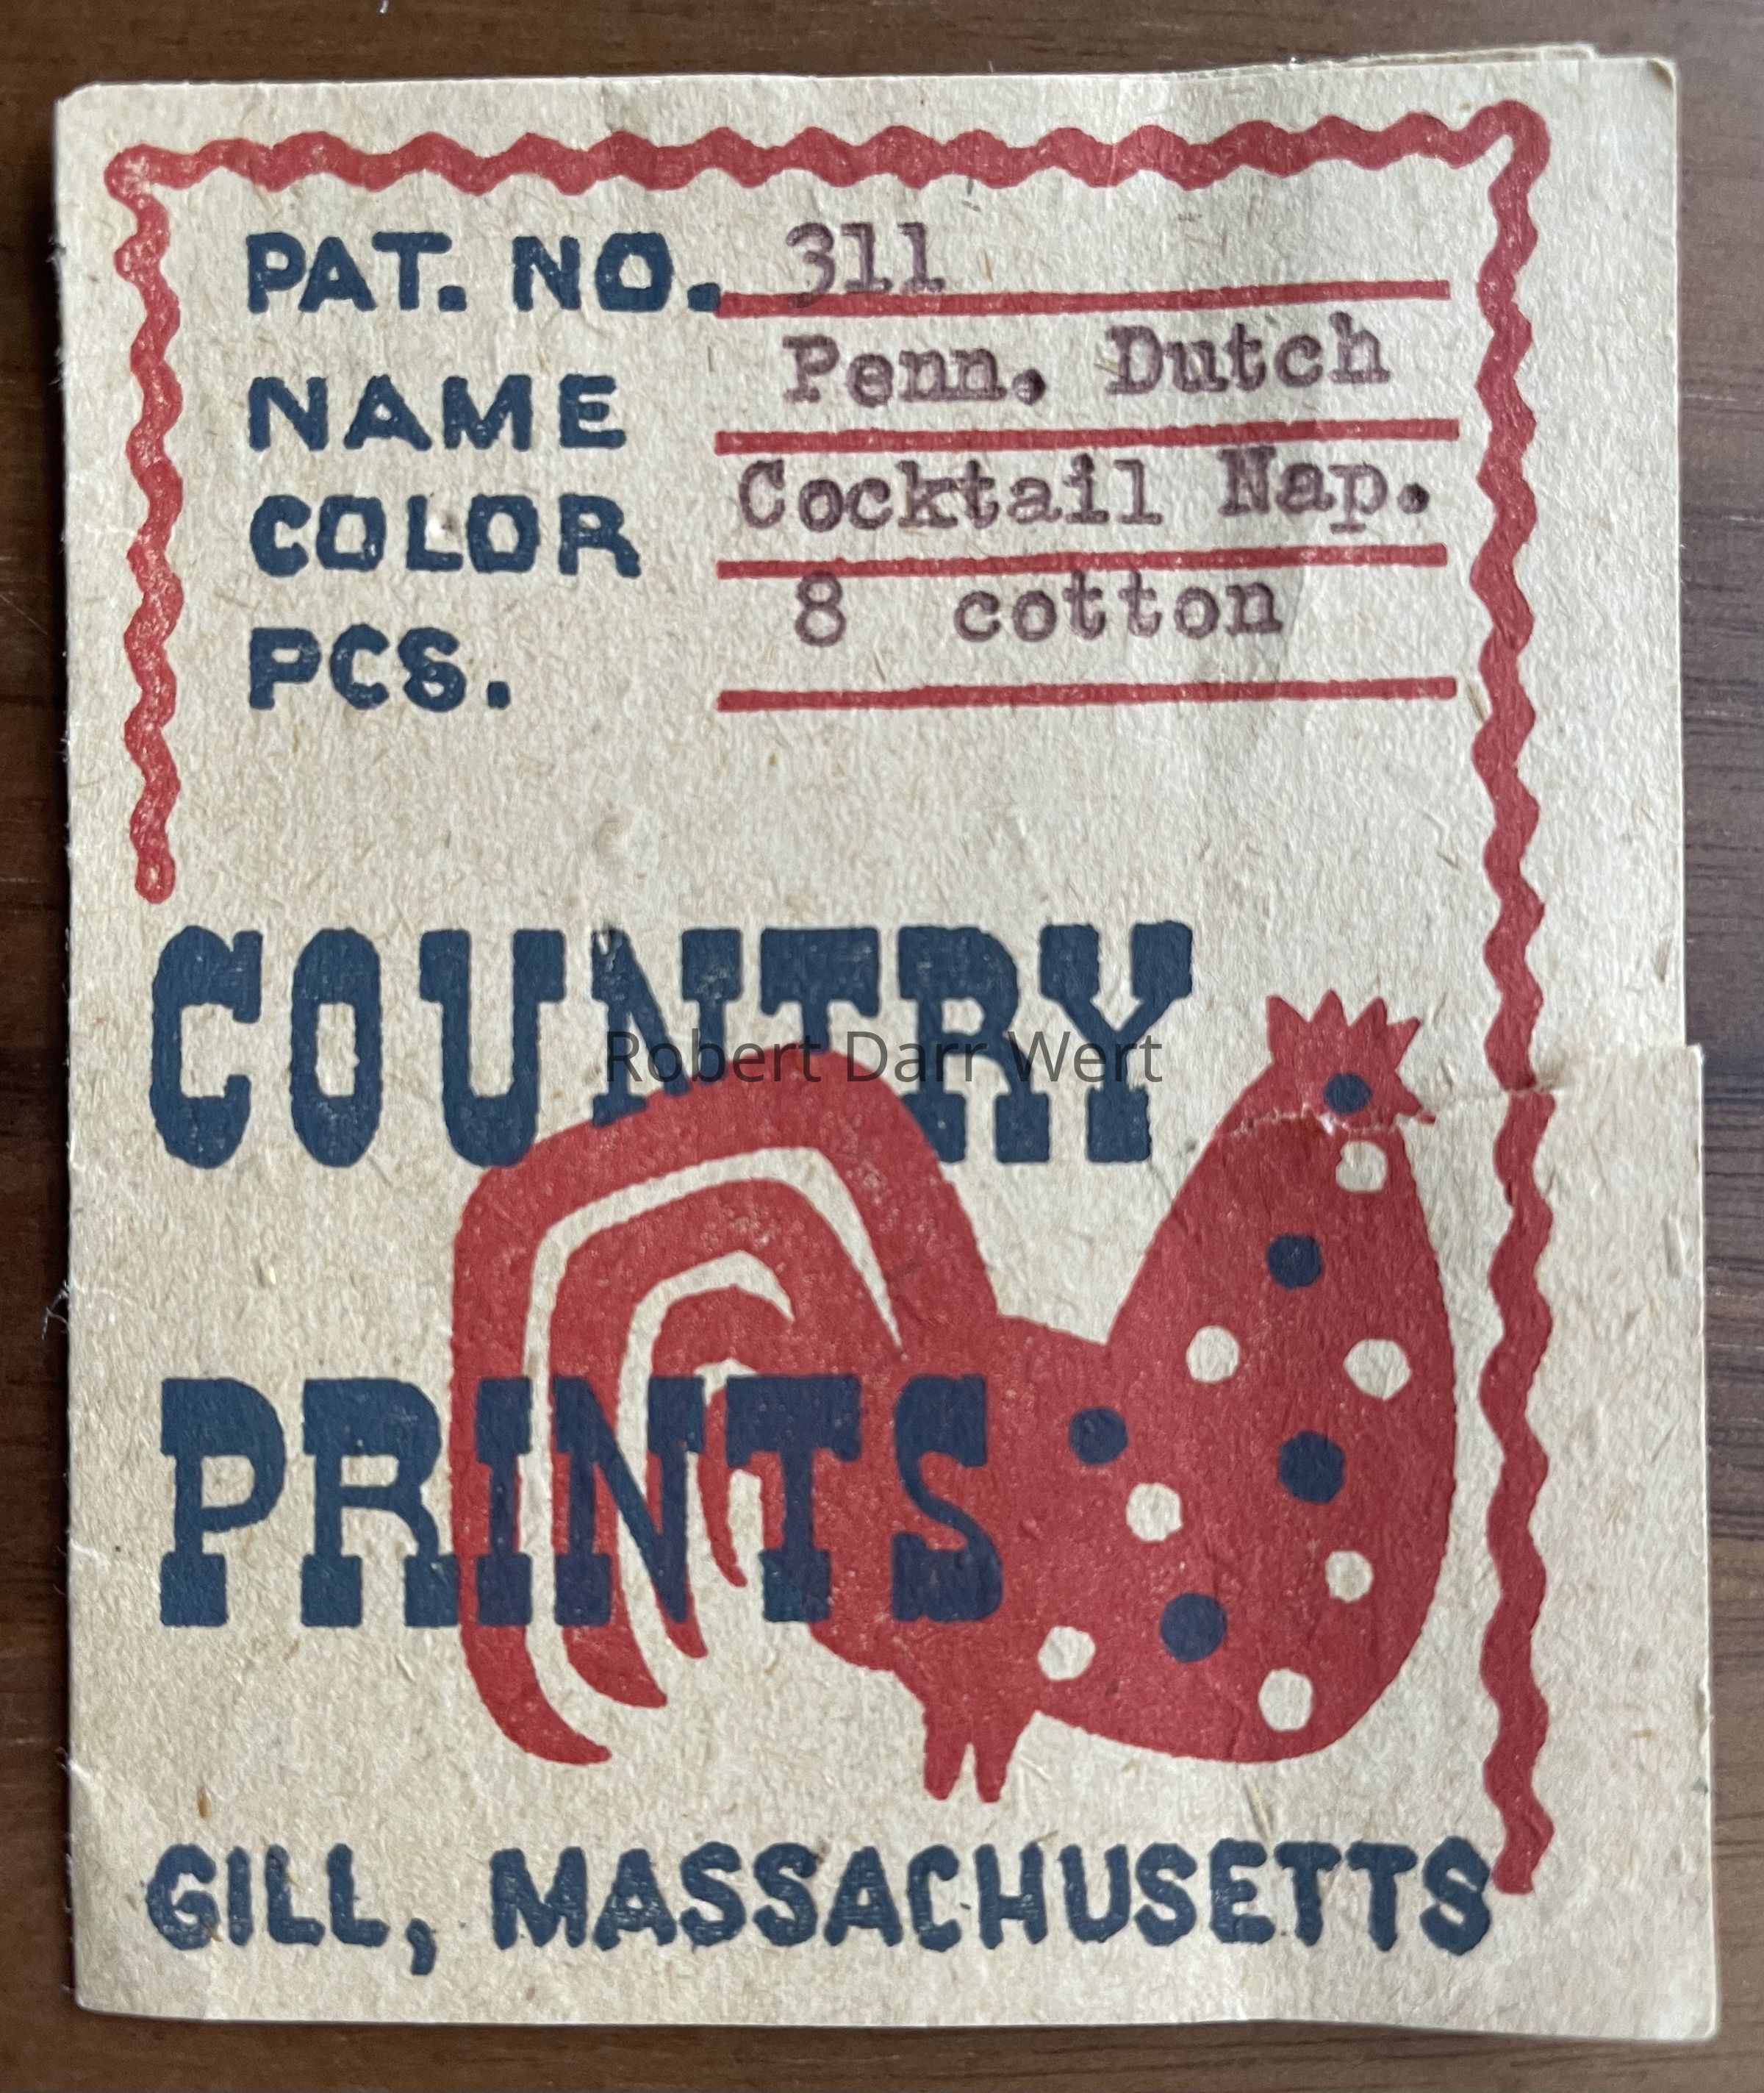 PAT. NO. 311
NAME Penn. Dutch
COLOR Cocktail Nap.
PCS. 8 cotton
COUNTRY
Robert Darr Wert
PRINTS
GILL, MASSACHUSETTS